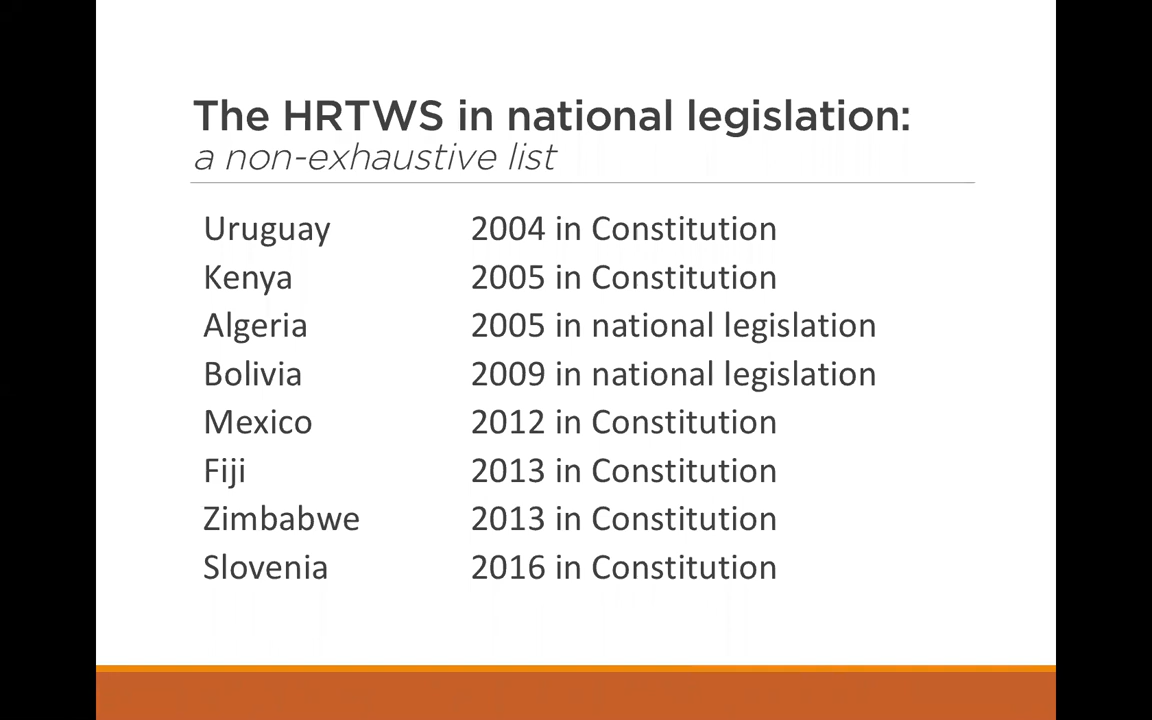 The HRTWS in national legislation:
a non-exhaustive list
Uruguay 2004 in Constitution
Kenya 2005 in Constitution
Algeria 2005 in national legislation
Bolivia 2009 in national legislation
Mexico 2012 in Constitution
Fiji 2013 in Constitution
Zimbabwe 2013 in Constitution
Slovenia 2016 in Constitution